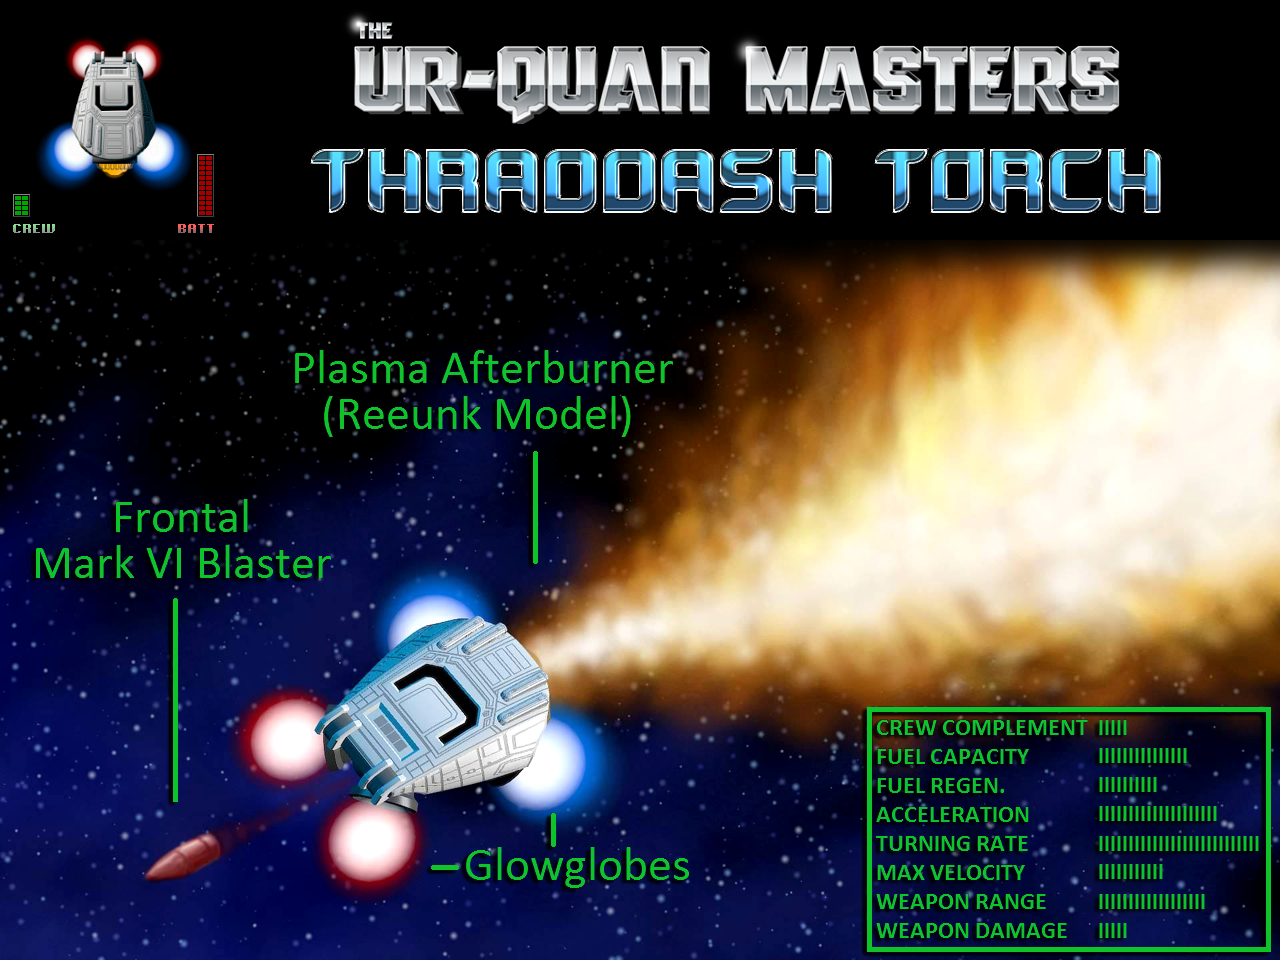 THE
UR-QUAN MASTERS
THRADDASH TORCH
CREW
BATT
Plasma Afterburner
(Reeunk Model)
Frontal
Mark VI Blaster
Glowglobes
CREW COMPLEMENT
FUEL CAPACITY
FUEL REGEN.
ACCELERATION
TURNING RATE
MAX VELOCITY
WEAPON RANGE
WEAPON DAMAGE